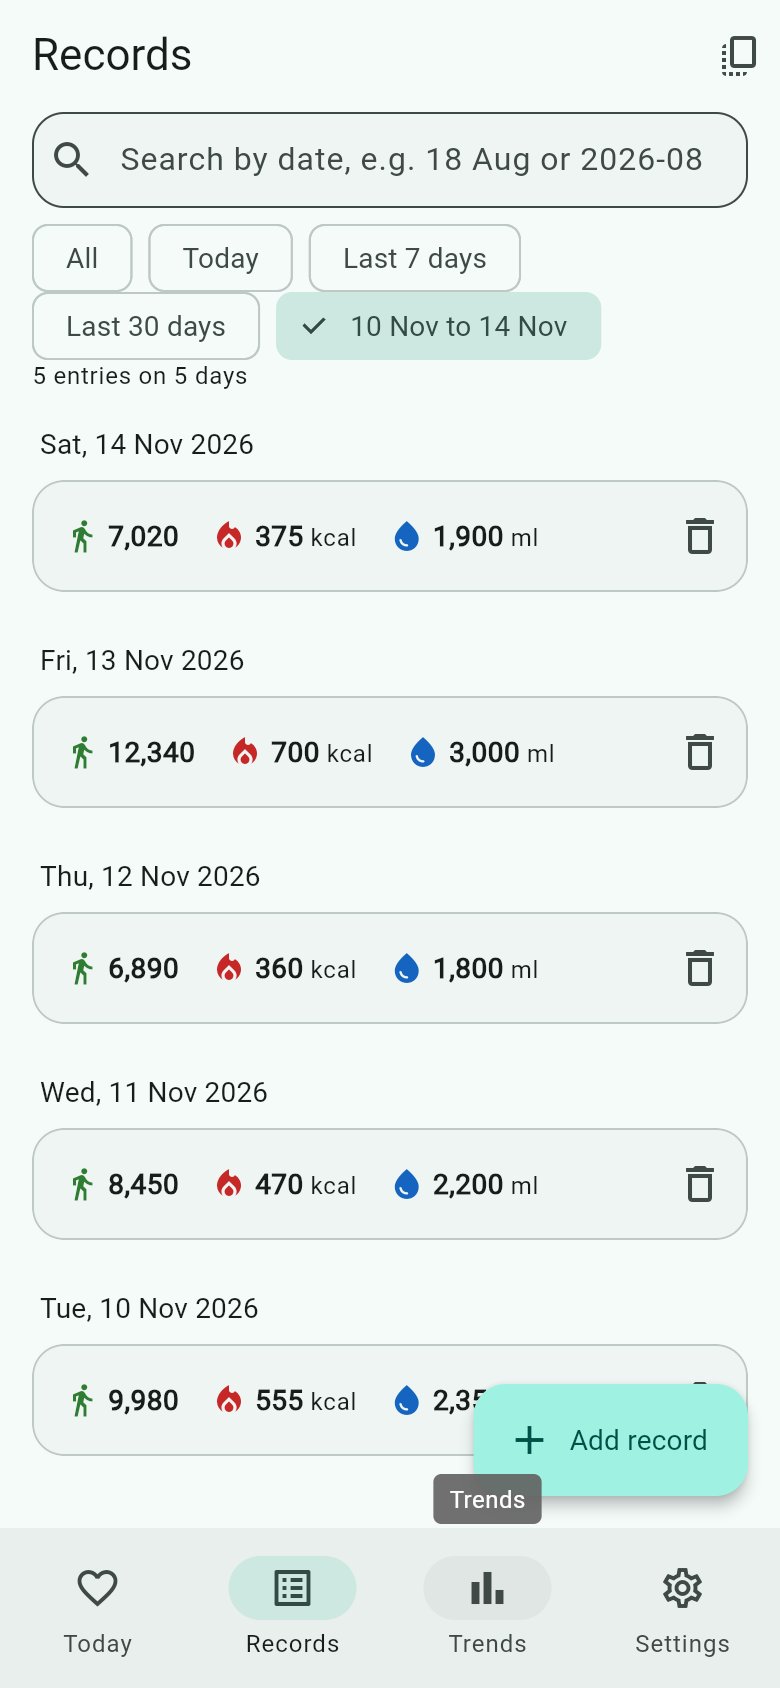 Records
Search by date, e.g. 18 Aug or 2026-08
All Today Last 7 days
Last 30 days 10 Nov to 14 Nov
5 entries on 5 days
Sat, 14 Nov 2026
7,020 375 kcal 1,900 ml
Fri, 13 Nov 2026
12,340 700 kcal 3,000 ml
Thu, 12 Nov 2026
6,890 360 kcal 1,800 ml
Wed, 11 Nov 2026
8,450 470 kcal 2,200 ml
Tue, 10 Nov 2026
9,980 555 kcal
Add record
Trends
Today Records Trends Settings